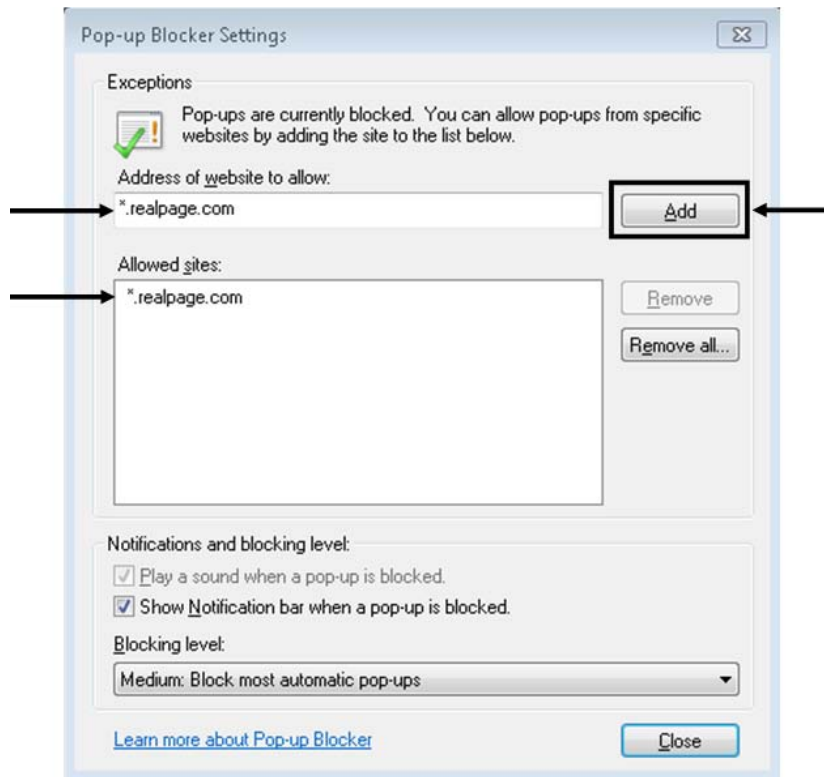 Pop-up Blocker Settings
Exceptions
Pop-ups are currently blocked. You can allow pop-ups from specific
websites by adding the site to the list below.
Address of website to allow:
*.realpage.com
Add
Allowed sites:
*.realpage.com
Remove
Remove all...
Notifications and blocking level:
Play a sound when a pop-up is blocked.
Show Notification bar when a pop-up is blocked.
Blocking level:
Medium: Block most automatic pop-ups
Learn more about Pop-up Blocker
Close